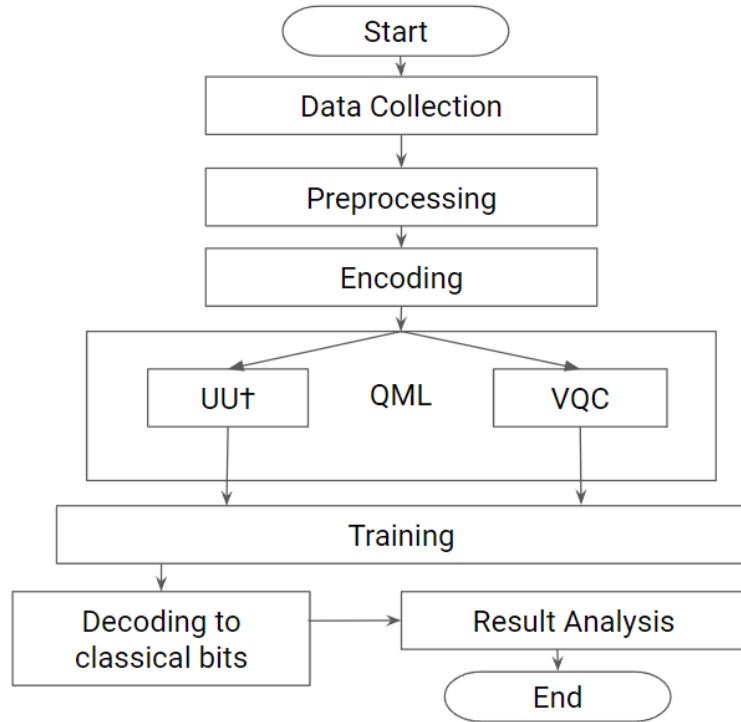 Start
Data Collection
Preprocessing
Encoding
UU†
QML
VQC
Training
Decoding to
classical bits
Result Analysis
End